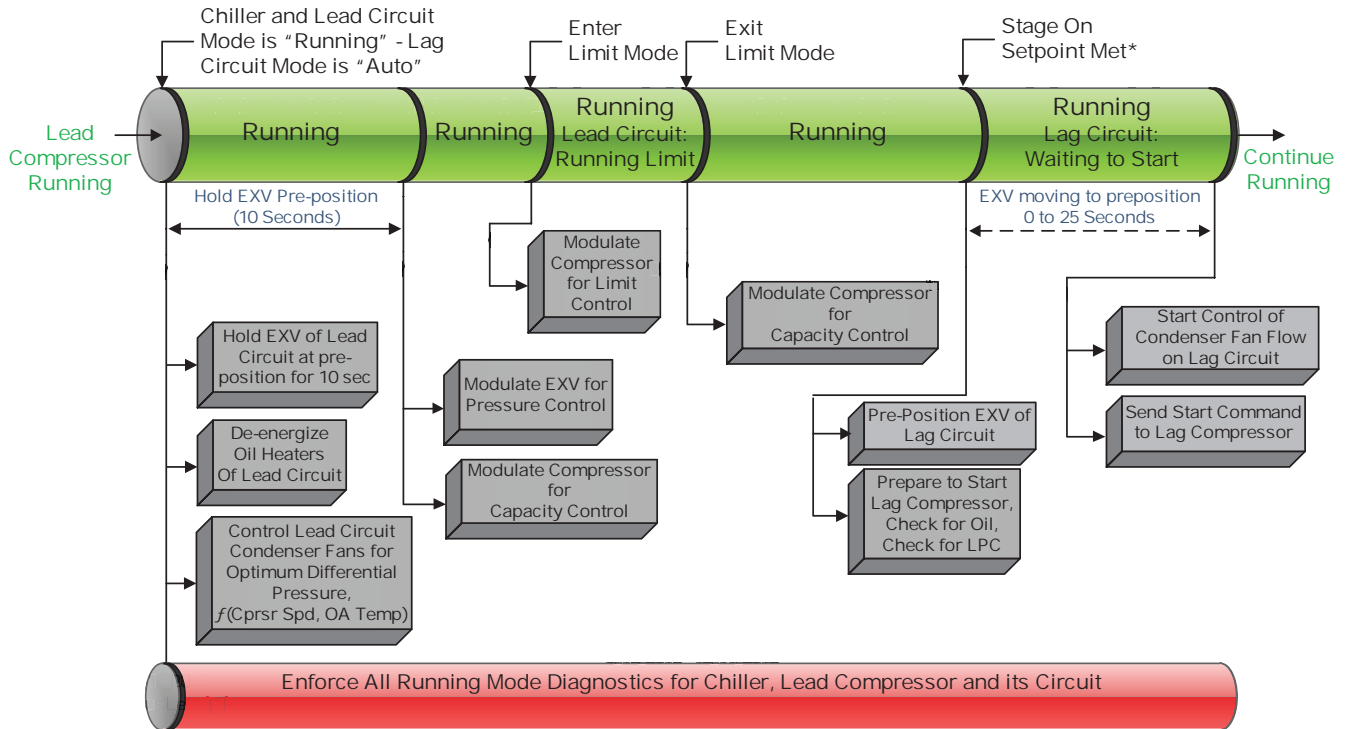 Chiller and Lead Circuit
Mode is "Running" - Lag
Circuit Mode is "Auto"
Enter
Limit Mode
Exit
Limit Mode
Stage On
Setpoint Met*
Lead
Compressor
Running
Running
Running
Running
Lead Circuit:
Running Limit
Running
Running
Lag Circuit:
Waiting to Start
Continue
Running
Hold EXV Pre-position
(10 Seconds)
EXV moving to preposition
0 to 25 Seconds
Modulate
Compressor
for Limit
Control
Modulate Compressor
for
Capacity Control
Start Control of
Condenser Fan Flow
on Lag Circuit
Hold EXV of Lead
Circuit at pre-
position for 10 sec
Modulate EXV for
Pressure Control
Pre-Position EXV of
Lag Circuit
Send Start Command
to Lag Compressor
De-energize
Oil Heaters
Of Lead Circuit
Modulate Compressor
for
Capacity Control
Prepare to Start
Lag Compressor,
Check for Oil,
Check for LPC
Control Lead Circuit
Condenser Fans for
Optimum Differential
Pressure,
ƒ(Cprsr Spd, OA Temp)
Enforce All Running Mode Diagnostics for Chiller, Lead Compressor and its Circuit